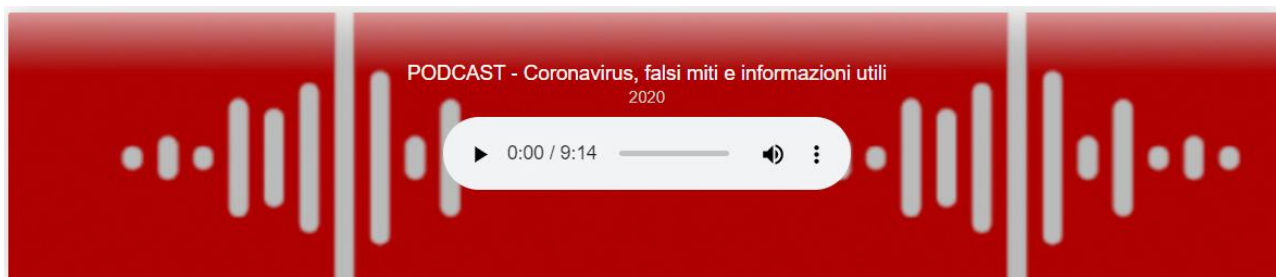 PODCAST - Coronavirus, falsi miti e informazioni utili
2020
0:00 / 9:14